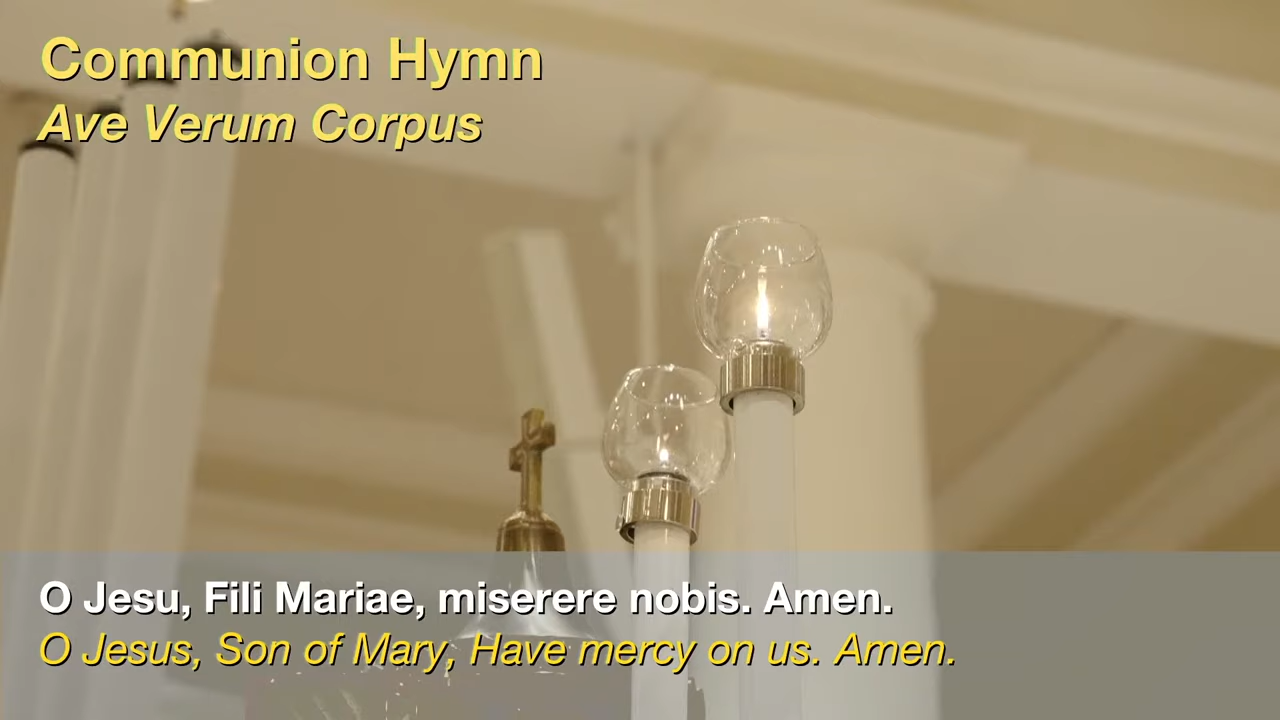 Communion Hymn
Ave Verum Corpus
O Jesu, Fili Mariae, miserere nobis. Amen.
O Jesus, Son of Mary, Have mercy on us. Amen.